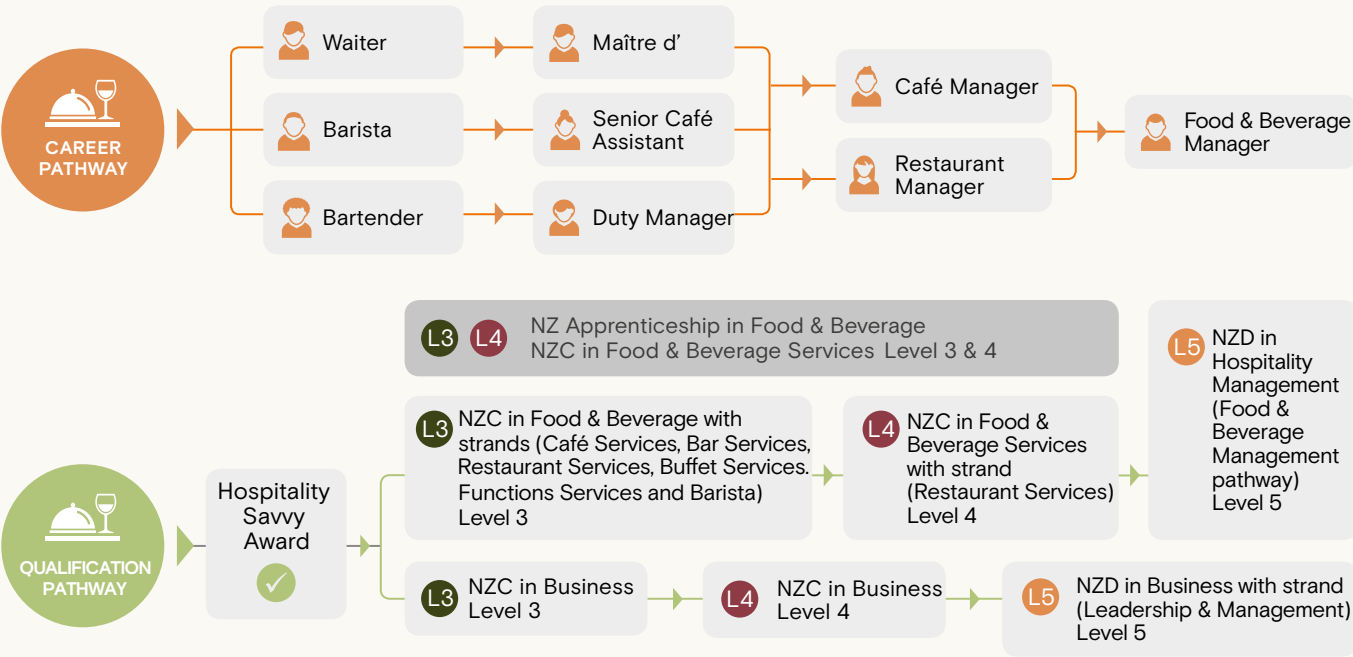 CAREER
PATHWAY
Waiter
Maître d’
Barista
Senior Café
Assistant
Bartender
Duty Manager
Café Manager
Restaurant
Manager
Food & Beverage
Manager
L3 L4
NZ Apprenticeship in Food & Beverage
NZC in Food & Beverage Services Level 3 & 4
QUALIFICATION
PATHWAY
Hospitality
Savvy
Award
L3
NZC in Food & Beverage with
strands (Café Services, Bar Services,
Restaurant Services, Buffet Services.
Functions Services and Barista)
Level 3
L4
NZC in Food &
Beverage Services
with strand
(Restaurant Services)
Level 4
L5
NZD in
Hospitality
Management
(Food &
Beverage
Management
pathway)
Level 5
L3
NZC in Business
Level 3
L4
NZC in Business
Level 4
L5
NZD in Business with strand
(Leadership & Management)
Level 5